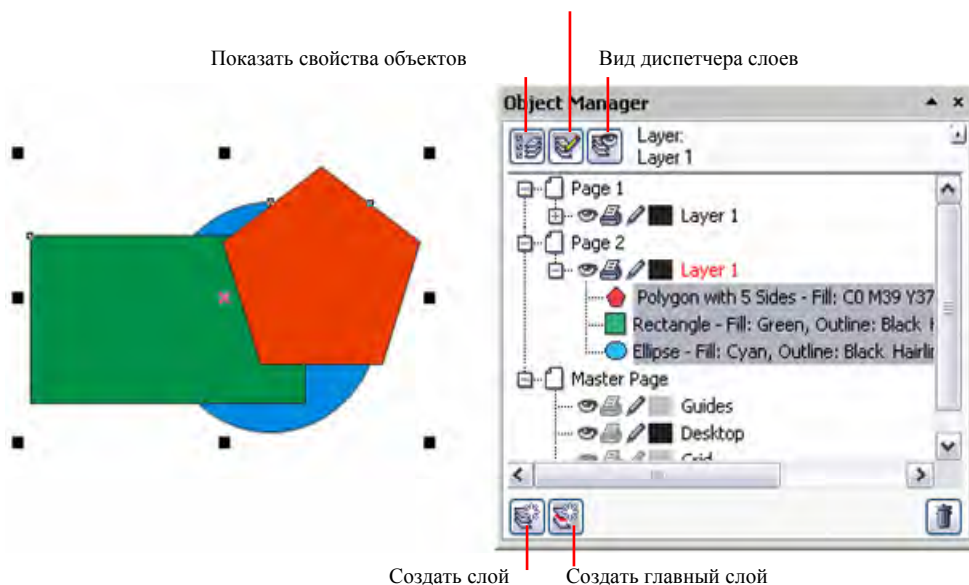 Показать свойства объектов
Вид диспетчера слоев
Object Manager
Layer:
Layer 1
Page 1
Layer 1
Page 2
Layer 1
Polygon with 5 Sides - Fill: C0 M39 Y37
Rectangle - Fill: Green, Outline: Black
Ellipse - Fill: Cyan, Outline: Black Hairlin
Master Page
Guides
Desktop
Grid
Создать слой
Создать главный слой